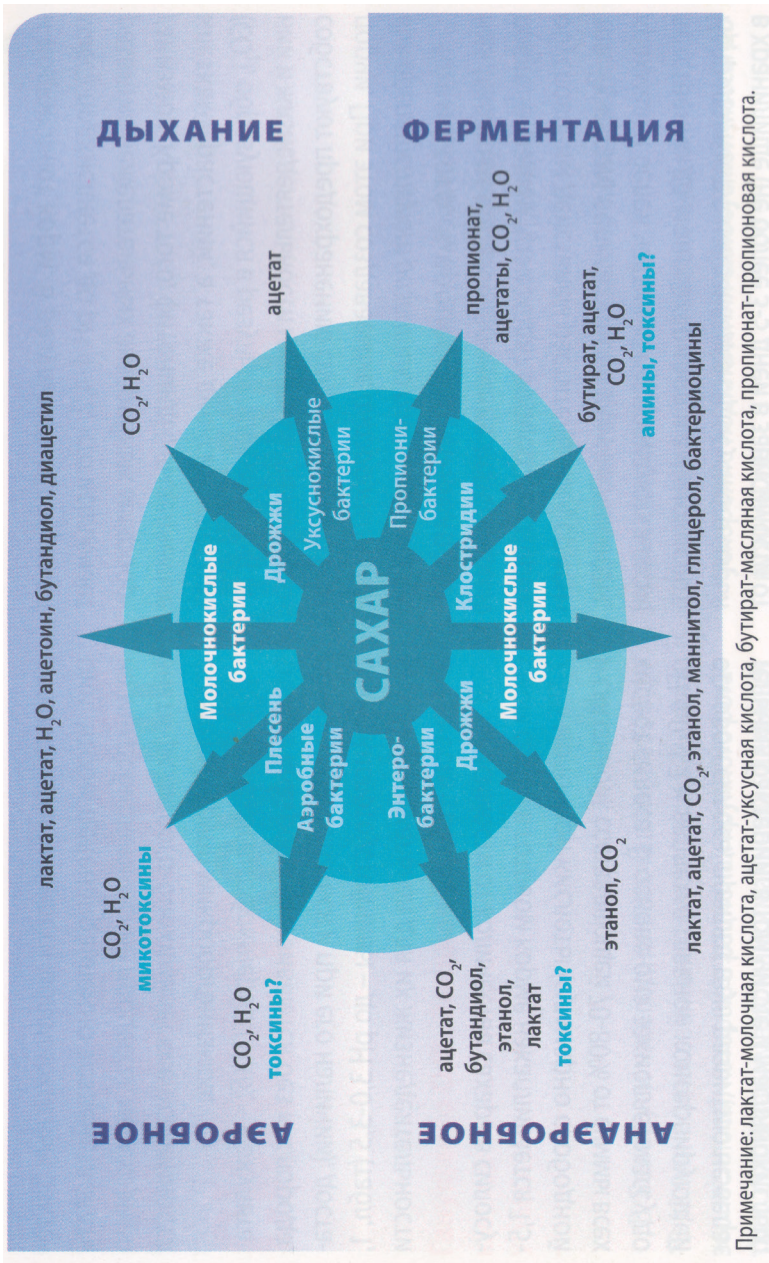 АЭРОБНОЕ
ДЫХАНИЕ
лактат, ацетат, H₂O, ацетоин, бутандиол, диацетил
CO₂, H₂O
микотоксины
CO₂, H₂O
CO₂, H₂O
токсины?
ацетат
Молочнокислые
бактерии
Плесень
Дрожжи
Аэробные
бактерии
Уксуснокислые
бактерии
САХАР
Энтеро-
бактерии
Пропиони-
бактерии
Дрожжи
Клостридии
Молочнокислые
бактерии
АНАЭРОБНОЕ
ФЕРМЕНТАЦИЯ
ацетат, CO₂,
бутандиол,
этанол,
лактат
токсины?
пропионат,
ацетаты, CO₂, H₂O
этанол, CO₂
бутират, ацетат,
CO₂, H₂O
амины, токсины?
лактат, ацетат, CO₂, этанол, маннитол, глицерол, бактериоцины
Примечание: лактат-молочная кислота, ацетат-уксусная кислота, бутират-масляная кислота, пропионат-пропионовая кислота.